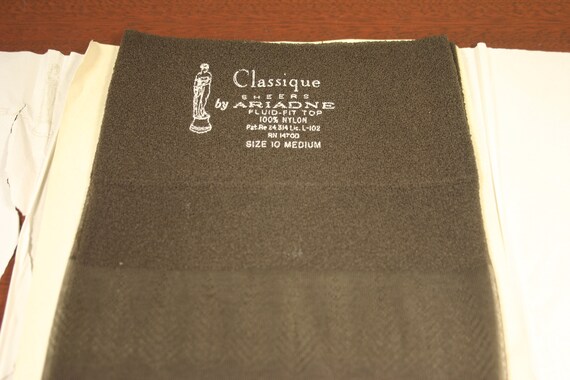 Classique
SHEERS
by ARIADNE
FLUID-FIT TOP
100% NYLON
Pat. Re 24,314 Lic. L-102
RN 14700
SIZE 10 MEDIUM